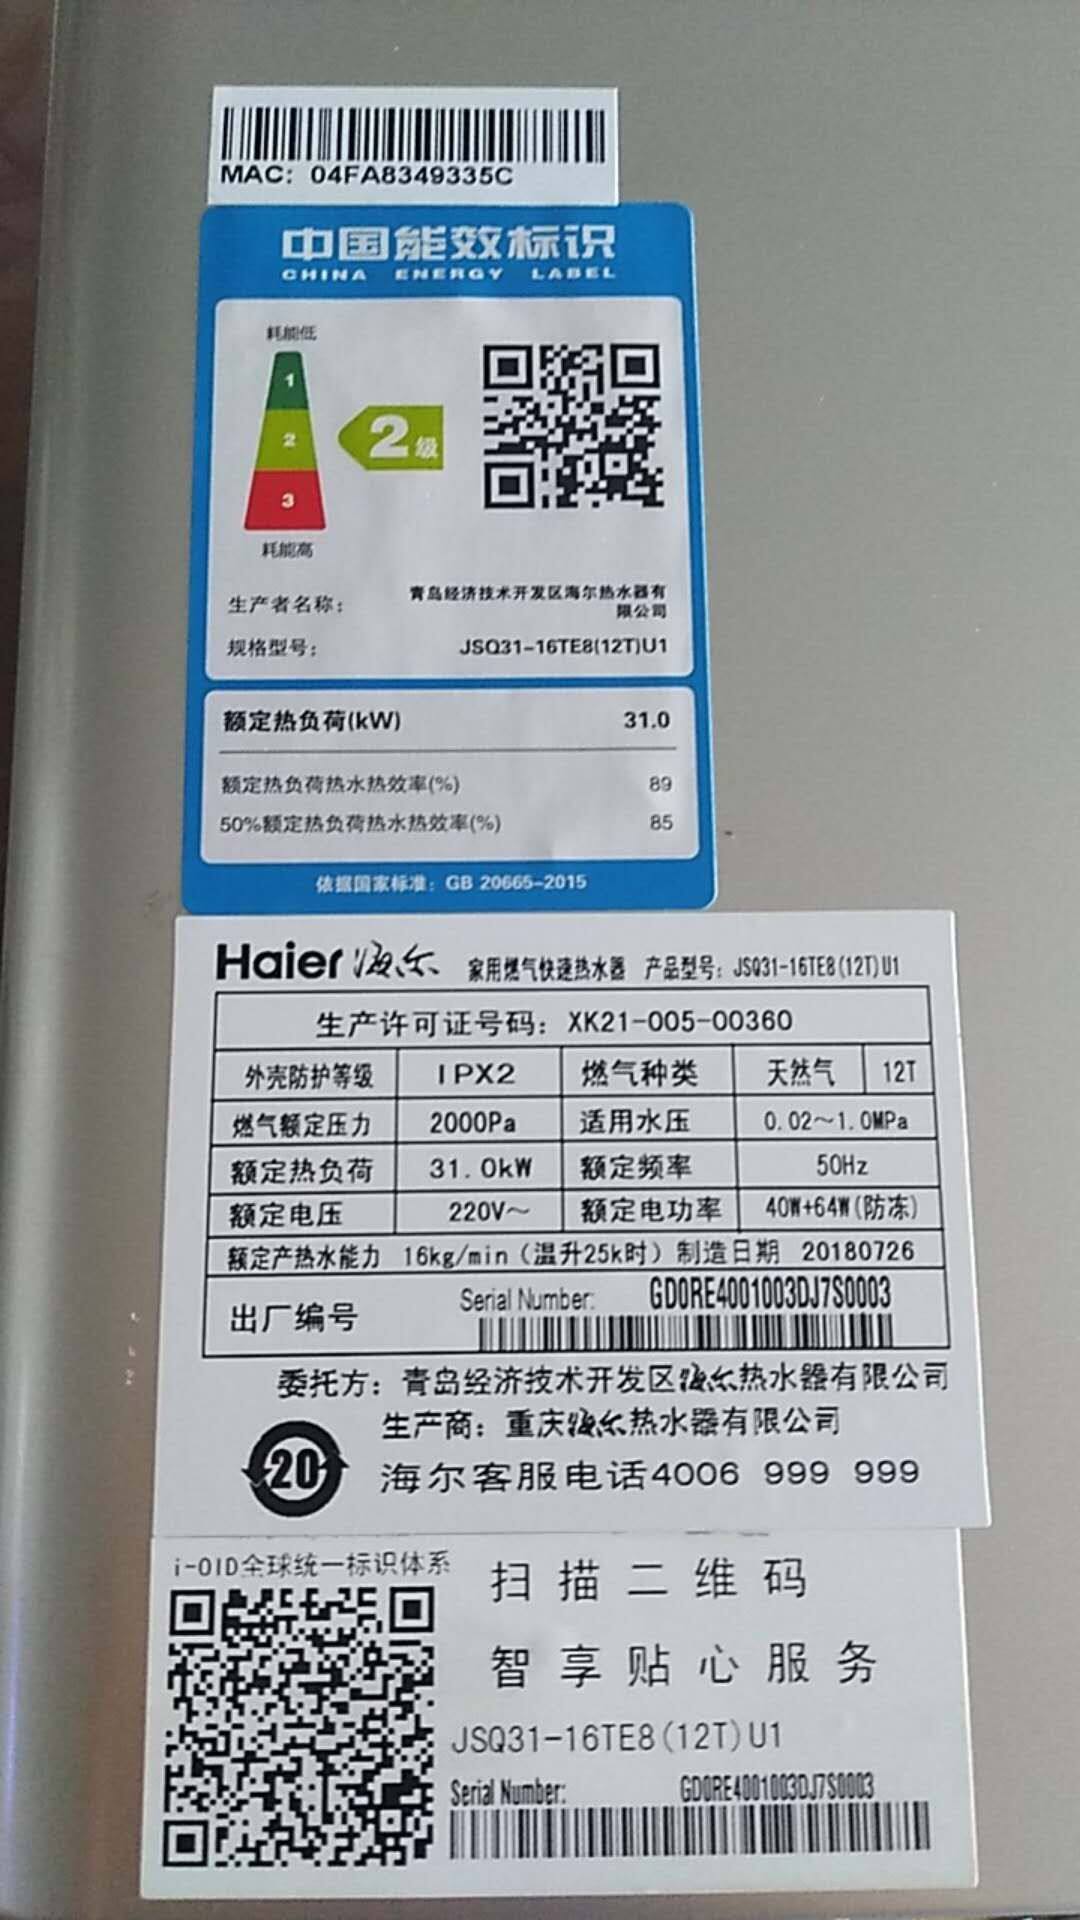 MAC: 04FA8349335C
中国能效标识
CHINA ENERGY LABEL
耗能低
1
2
3
2级
耗能高
生产者名称: 青岛经济技术开发区海尔热水器有
限公司
规格型号: JSQ31-16TE8(12T)U1
额定热负荷(kW) 31.0
额定热负荷热水热效率(%) 89
50%额定热负荷热水热效率(%) 85
依据国家标准: GB 20665-2015
Haier 海尔 家用燃气快速热水器 产品型号: JSQ31-16TE8(12T)U1
生产许可证号码: XK21-005-00360
外壳防护等级 IPX2 燃气种类 天然气 12T
燃气额定压力 2000Pa 适用水压 0.02~1.0MPa
额定热负荷 31.0kW 额定频率 50Hz
额定电压 220V~ 额定电功率 40W+64W(防冻)
额定产热水能力 16kg/min(温升25k时) 制造日期 20180726
出厂编号 Serial Number: GD0RE4001003DJ7S0003
委托方: 青岛经济技术开发区海尔热水器有限公司
生产商: 重庆海尔热水器有限公司
20 海尔客服电话4006 999 999
i-OID全球统一标识体系
扫描二维码
智享贴心服务
JSQ31-16TE8(12T)U1
Serial Number: GD0RE4001003DJ7S0003